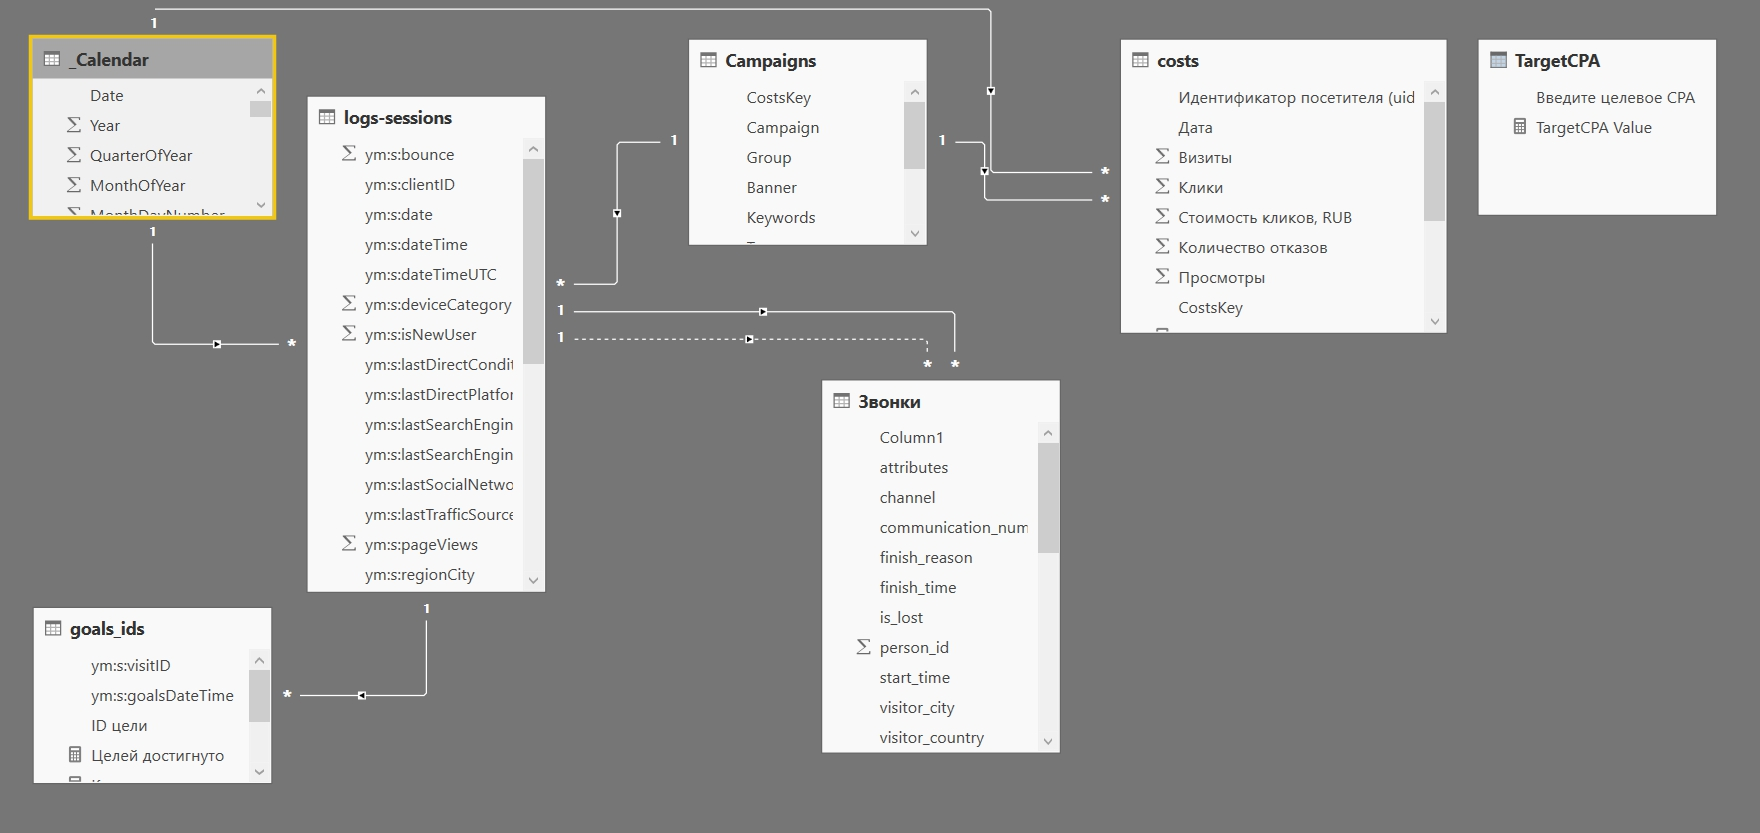 1
_Calendar
Date
Σ Year
Σ QuarterOfYear
Σ MonthOfYear
Σ MonthDayNumber
1
*
logs-sessions
Σ ym:s:bounce
ym:s:clientID
ym:s:date
ym:s:dateTime
ym:s:dateTimeUTC
Σ ym:s:deviceCategory
Σ ym:s:isNewUser
ym:s:lastDirectCondit
ym:s:lastDirectPlatfor
ym:s:lastSearchEngin
ym:s:lastSearchEngin
ym:s:lastSocialNetwo
ym:s:lastTrafficSource
Σ ym:s:pageViews
ym:s:regionCity
1
*
1
1
1
*
goals_ids
ym:s:visitID
ym:s:goalsDateTime
ID цели
Целей достигнуто
Campaigns
CostsKey
Campaign
Group
Banner
Keywords
1
*
*
costs
Идентификатор посетителя (uid
Дата
Σ Визиты
Σ Клики
Σ Стоимость кликов, RUB
Σ Количество отказов
Σ Просмотры
CostsKey
TargetCPA
Введите целевое CPA
TargetCPA Value
* *
Звонки
Column1
attributes
channel
communication_num
finish_reason
finish_time
is_lost
Σ person_id
start_time
visitor_city
visitor_country